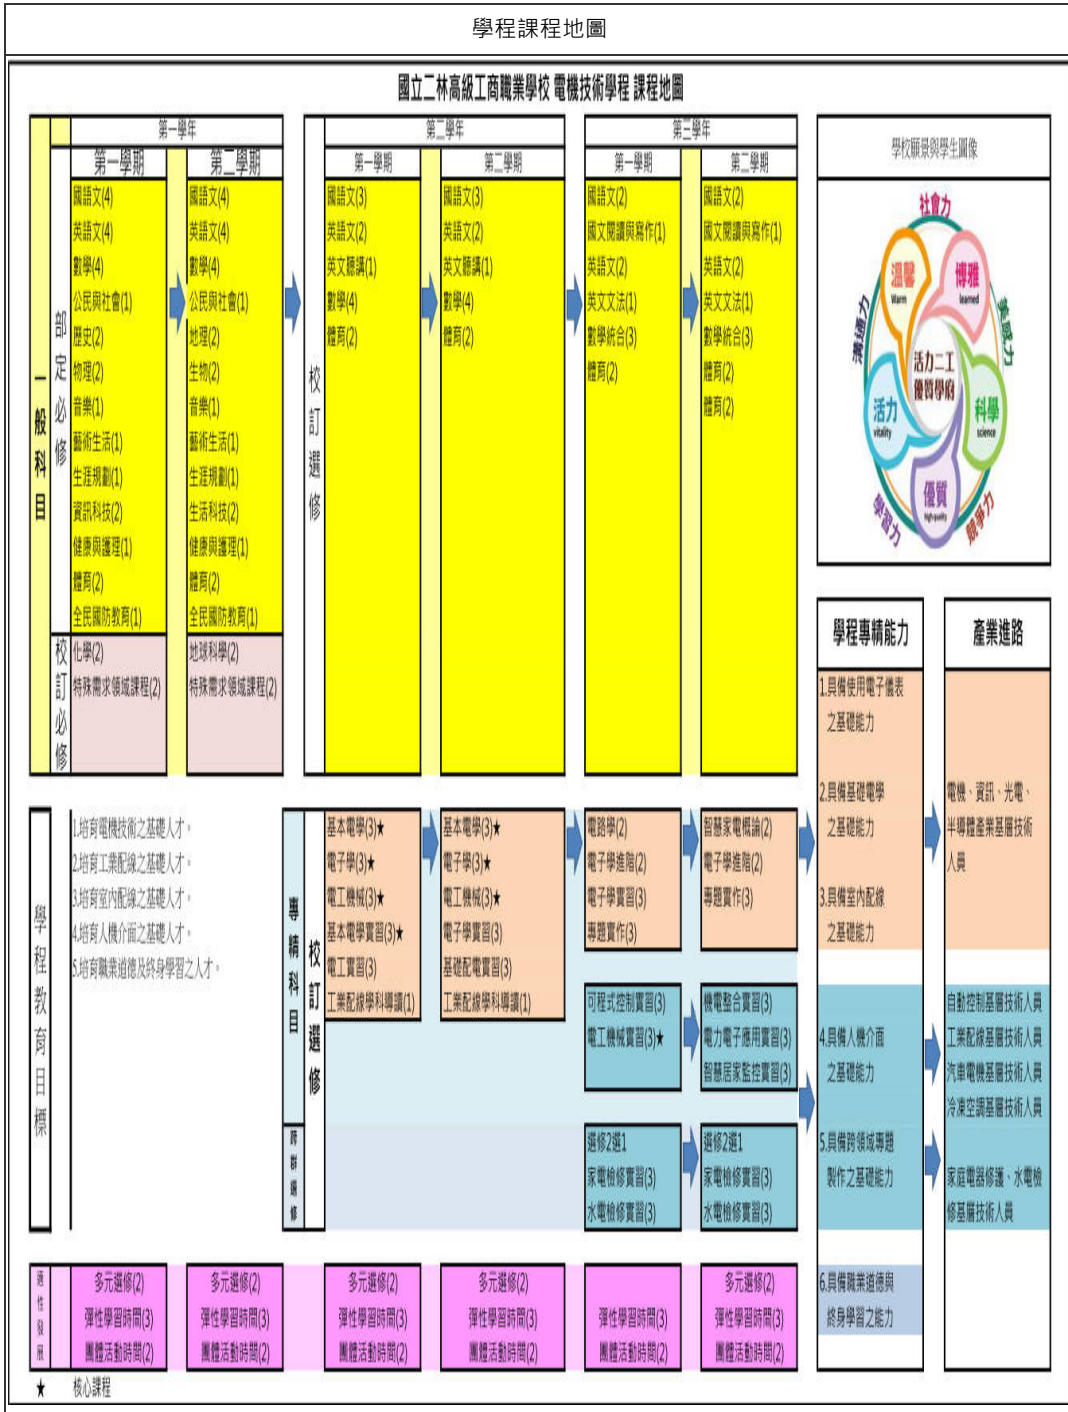 學程課程地圖
國立二林高級工商職業學校 電機技術學程 課程地圖
第一學年
第一學期
第二學期
一般科目
部定必修
國語文(4)
英語文(4)
數學(4)
公民與社會(1)
歷史(2)
物理(2)
音樂(1)
藝術生活(1)
生涯規劃(1)
資訊科技(2)
健康與護理(1)
體育(2)
全民國防教育(1)
國語文(4)
英語文(4)
數學(4)
公民與社會(1)
地理(2)
生物(2)
音樂(1)
藝術生活(1)
生涯規劃(1)
生活科技(2)
健康與護理(1)
體育(2)
全民國防教育(1)
校訂必修
化學(2)
特殊需求領域課程(2)
地球科學(2)
特殊需求領域課程(2)
校訂選修
第二學年
第一學期
第二學期
國語文(3)
英語文(2)
英文聽講(1)
數學(4)
體育(2)
國語文(3)
英語文(2)
英文聽講(1)
數學(4)
體育(2)
第三學年
第一學期
第二學期
國語文(2)
國文閱讀與寫作(1)
英語文(2)
英文文法(1)
數學統合(3)
體育(2)
國語文(2)
國文閱讀與寫作(1)
英語文(2)
英文文法(1)
數學統合(3)
體育(2)
體育(2)
學校願景與學生圖像
社會力
溝通力
美感力
學習力
競爭力
溫馨
Warm
博雅
learned
活力
vitality
科學
science
優質
high-quality
活力二工
優質學府
學程教育目標
1.培育電機技術之基礎人才。
2.培育工業配線之基礎人才。
3.培育室內配線之基礎人才。
4.培育人機介面之基礎人才。
5.培育職業道德及終身學習之人才。
專精科目
校訂選修
基本電學(3)★
電子學(3)★
電工機械(3)★
基本電學實習(3)★
電工實習(3)
工業配線學科導讀(1)
基本電學(3)★
電子學(3)★
電工機械(3)★
電子學實習(3)
基礎配電實習(3)
工業配線學科導讀(1)
電路學(2)
電子學進階(2)
電子學實習(3)
專題實作(3)
智慧家電概論(2)
電子學進階(2)
專題實作(3)
可程式控制實習(3)
電工機械實習(3)★
機電整合實習(3)
電力電子應用實習(3)
智慧居家監控實習(3)
跨群選修
選修2選1
家電檢修實習(3)
水電檢修實習(3)
選修2選1
家電檢修實習(3)
水電檢修實習(3)
學程專精能力
1.具備使用電子儀表
之基礎能力
2.具備基礎電學
之基礎能力
3.具備室內配線
之基礎能力
4.具備人機介面
之基礎能力
5.具備跨領域專題
製作之基礎能力
6.具備職業道德與
終身學習之能力
產業進路
電機、資訊、光電、
半導體產業基層技術
人員
自動控制基層技術人員
工業配線基層技術人員
汽車電機基層技術人員
冷凍空調基層技術人員
家庭電器修護、水電檢
修基層技術人員
適性發展
多元選修(2)
彈性學習時間(3)
團體活動時間(2)
多元選修(2)
彈性學習時間(3)
團體活動時間(2)
多元選修(2)
彈性學習時間(3)
團體活動時間(2)
多元選修(2)
彈性學習時間(3)
團體活動時間(2)
彈性學習時間(3)
團體活動時間(2)
多元選修(2)
彈性學習時間(3)
團體活動時間(2)
★ 核心課程